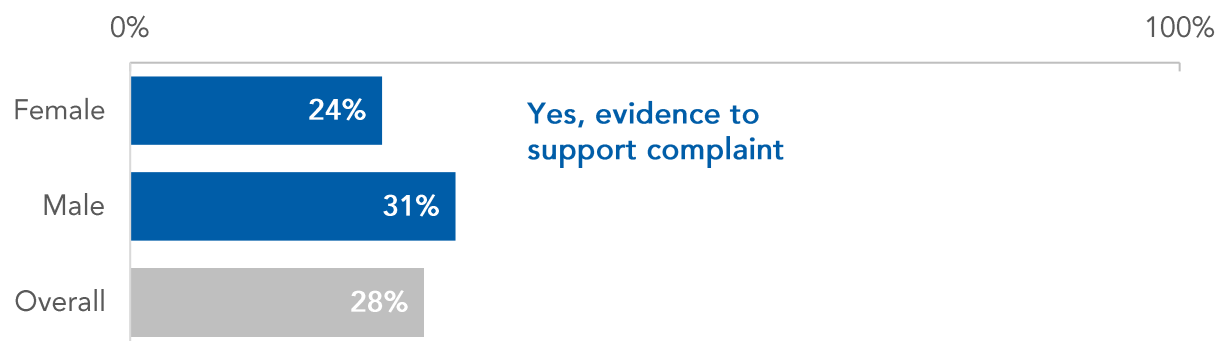 0% 100%
Female 24%
Yes, evidence to
support complaint
Male 31%
Overall 28%